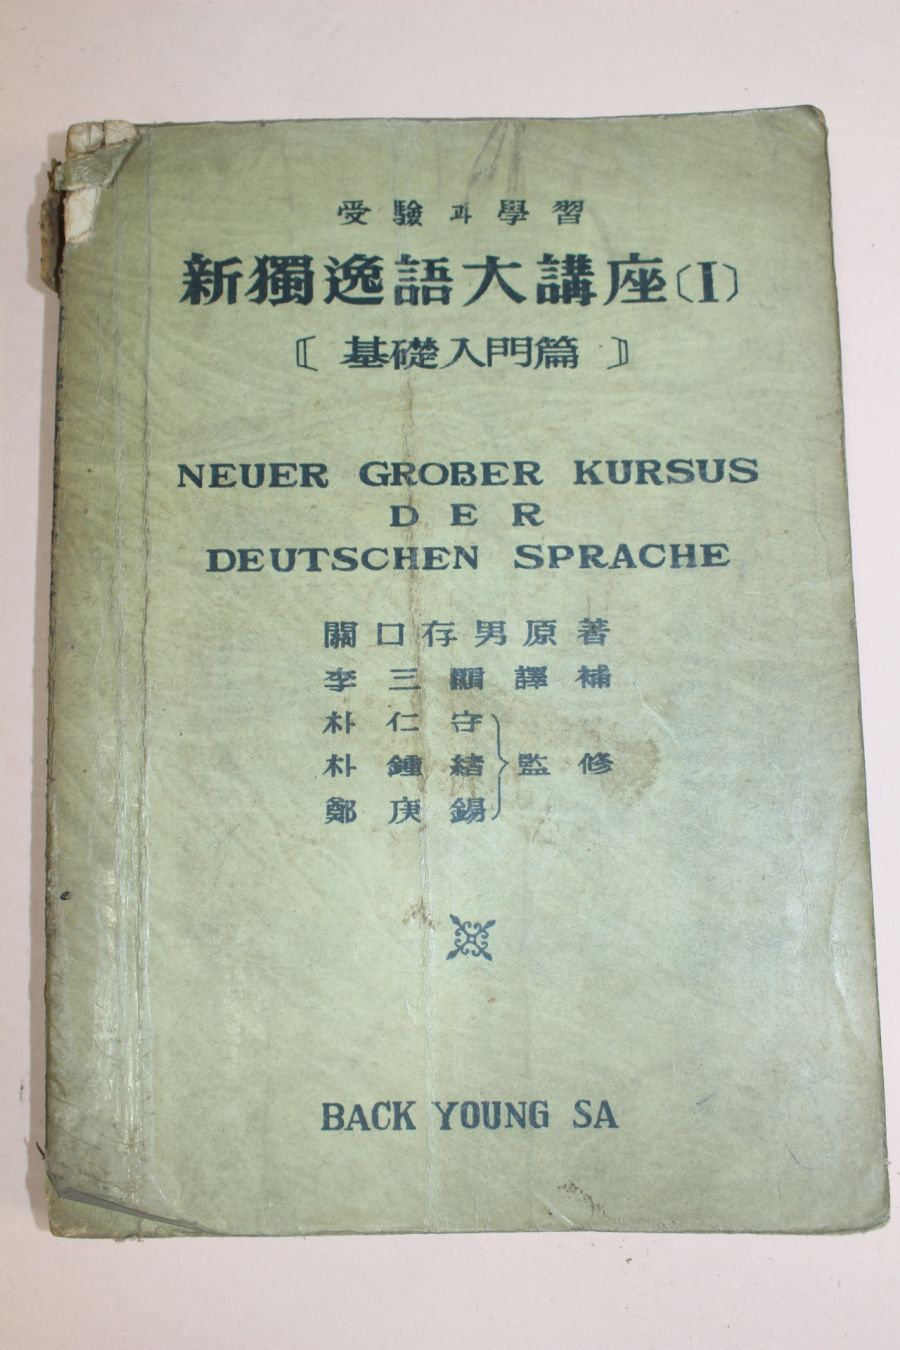 受驗과學習
新獨逸語大講座〔I〕
〘基礎入門篇〙
NEUER GROßER KURSUS
DER
DEUTSCHEN SPRACHE
關口存男原著
李三顯譯補
朴仁守
朴鍾緖 監修
鄭庚錫
BACK YOUNG SA